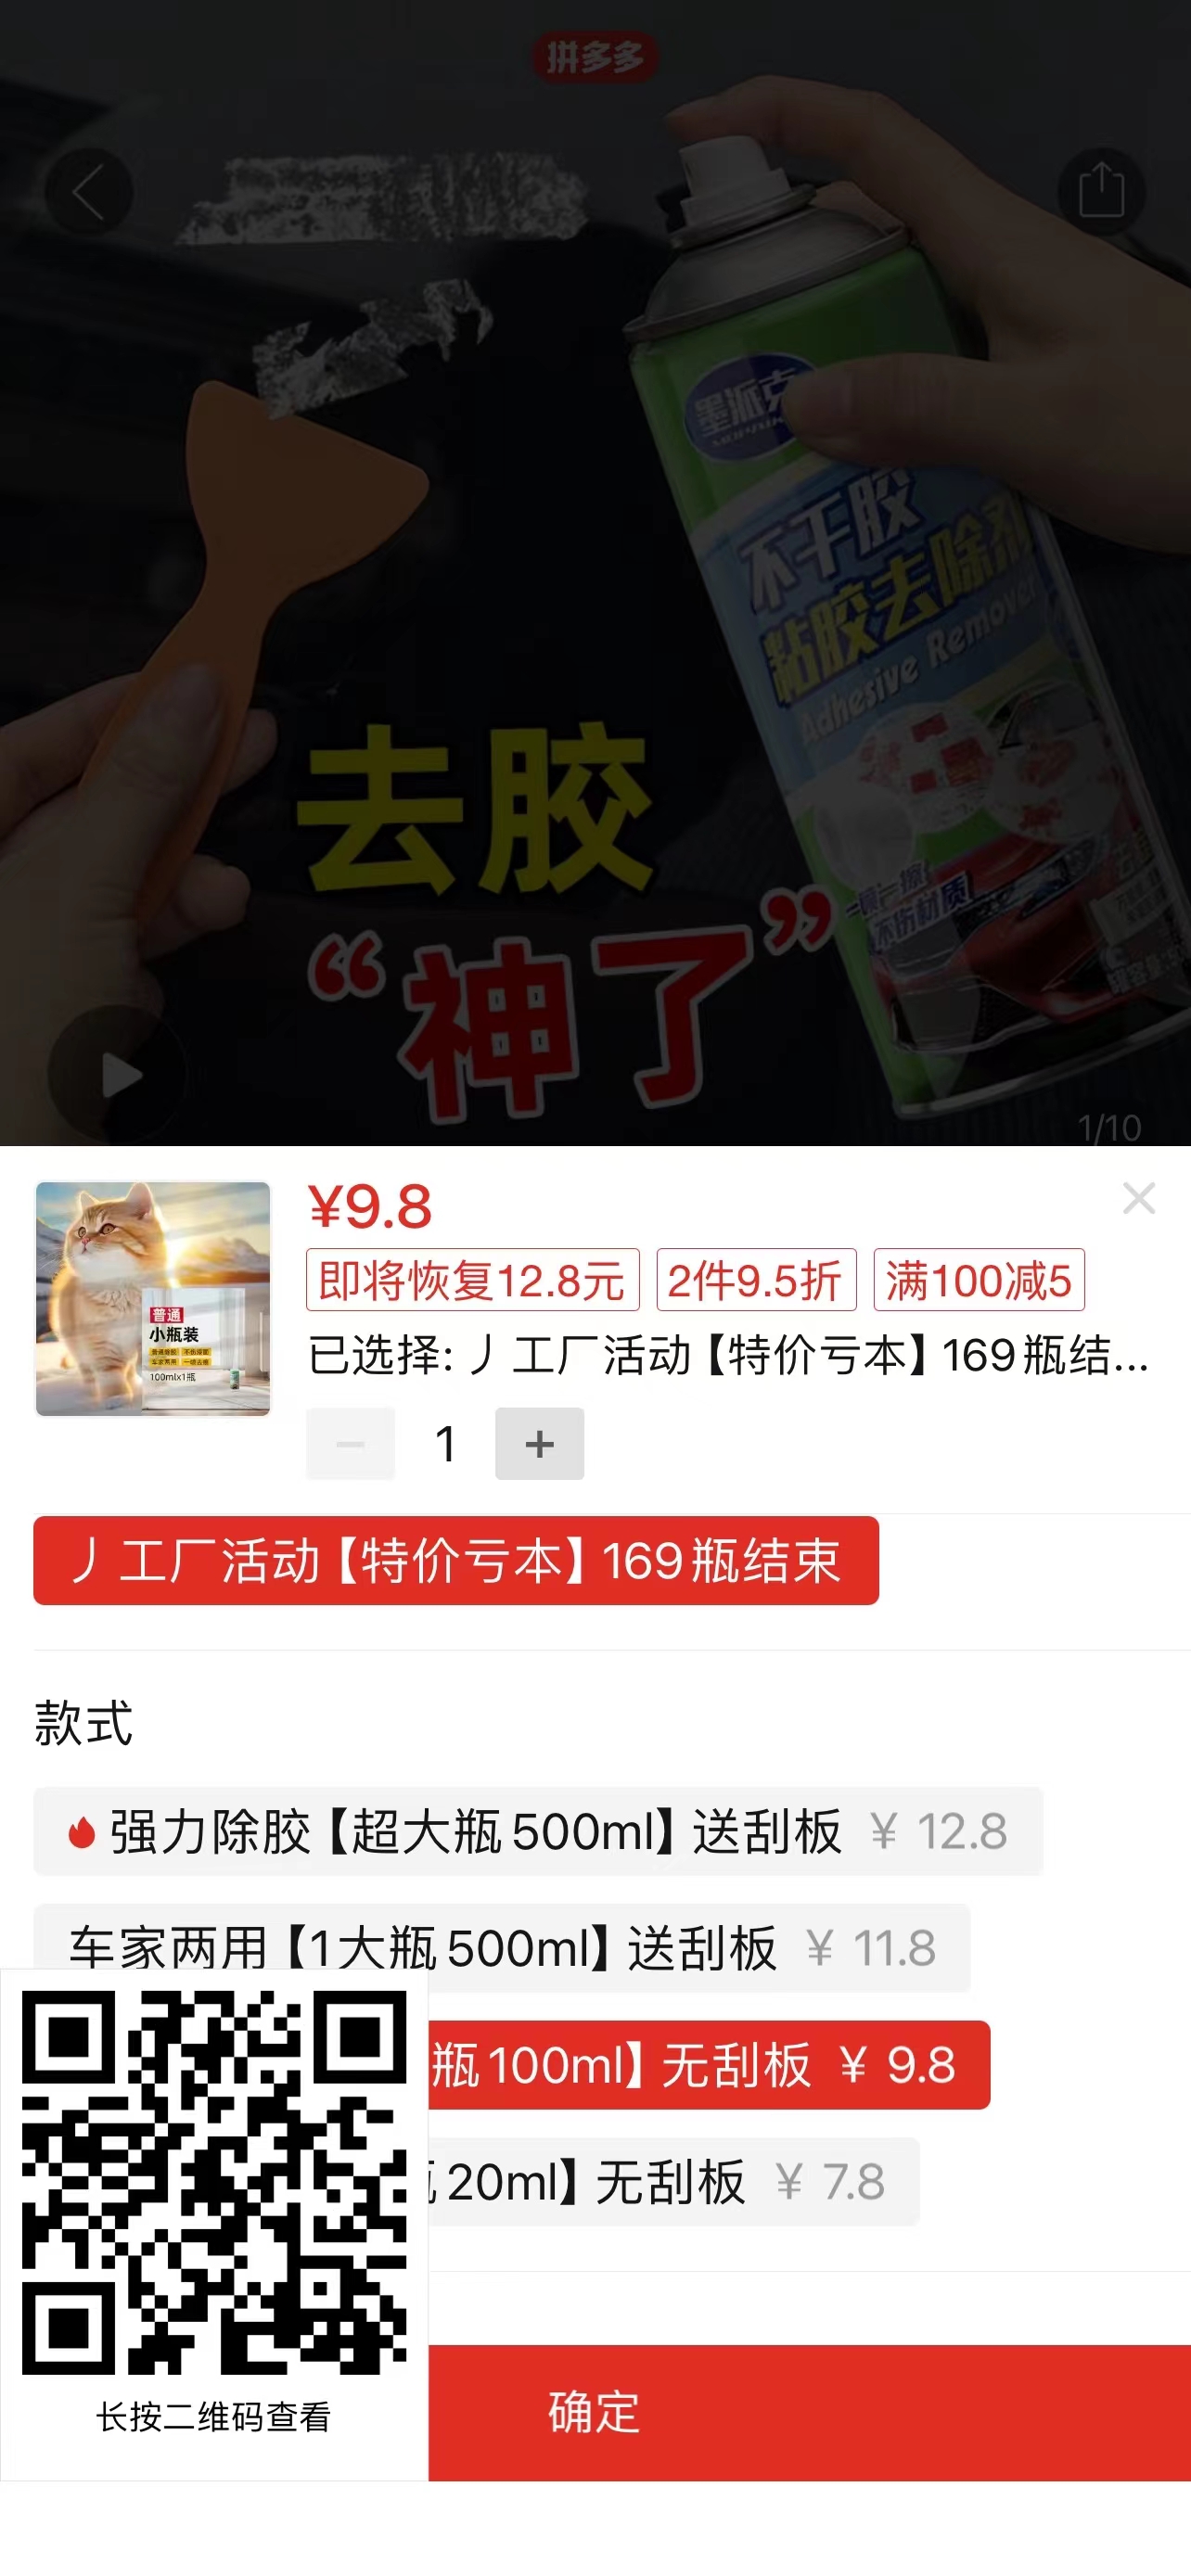 拼多多
墨派克
不干胶
粘胶去除剂
Adhesive Remover
一喷一擦
不伤材质
去胶
“神了”
1/10
¥9.8
即将恢复12.8元 2件9.5折 满100减5
已选择: 丿工厂活动【特价亏本】169瓶结...
普通
小瓶装
100mlx1瓶
1
丿工厂活动【特价亏本】169瓶结束
款式
强力除胶【超大瓶500ml】送刮板 ¥ 12.8
车家两用【1大瓶500ml】送刮板 ¥ 11.8
瓶100ml】无刮板 ¥ 9.8
20ml】无刮板 ¥ 7.8
长按二维码查看
确定